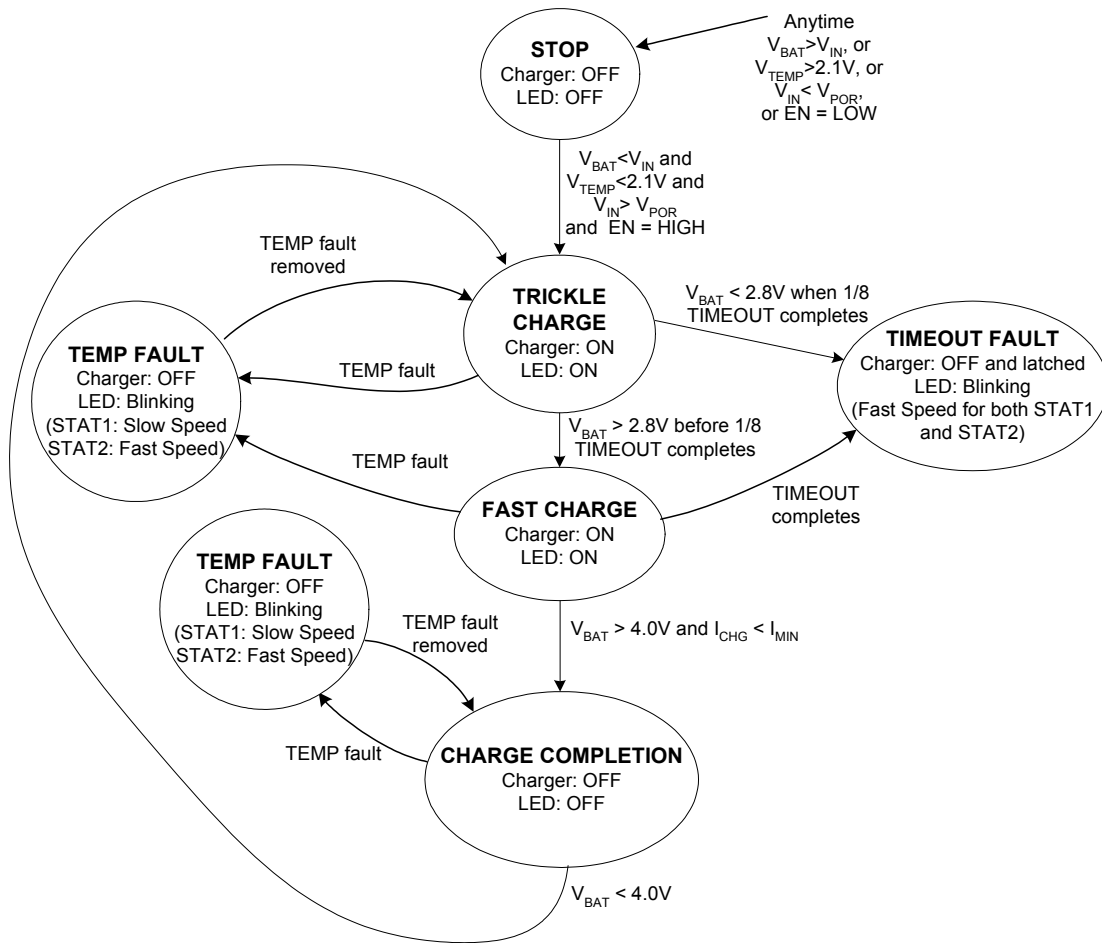 STOP
Charger: OFF
LED: OFF
Anytime
V_BAT>V_IN, or
V_TEMP>2.1V, or
V_IN< V_POR,
or EN = LOW
V_BAT<V_IN and
V_TEMP<2.1V and
V_IN> V_POR
and EN = HIGH
TEMP fault
removed
TRICKLE
CHARGE
Charger: ON
LED: ON
V_BAT < 2.8V when 1/8
TIMEOUT completes
TEMP FAULT
Charger: OFF
LED: Blinking
(STAT1: Slow Speed
STAT2: Fast Speed)
TEMP fault
TIMEOUT FAULT
Charger: OFF and latched
LED: Blinking
(Fast Speed for both STAT1
and STAT2)
V_BAT > 2.8V before 1/8
TIMEOUT completes
TEMP fault
FAST CHARGE
Charger: ON
LED: ON
TIMEOUT
completes
TEMP FAULT
Charger: OFF
LED: Blinking
(STAT1: Slow Speed
STAT2: Fast Speed)
TEMP fault
removed
V_BAT > 4.0V and I_CHG < I_MIN
TEMP fault
CHARGE COMPLETION
Charger: OFF
LED: OFF
V_BAT < 4.0V